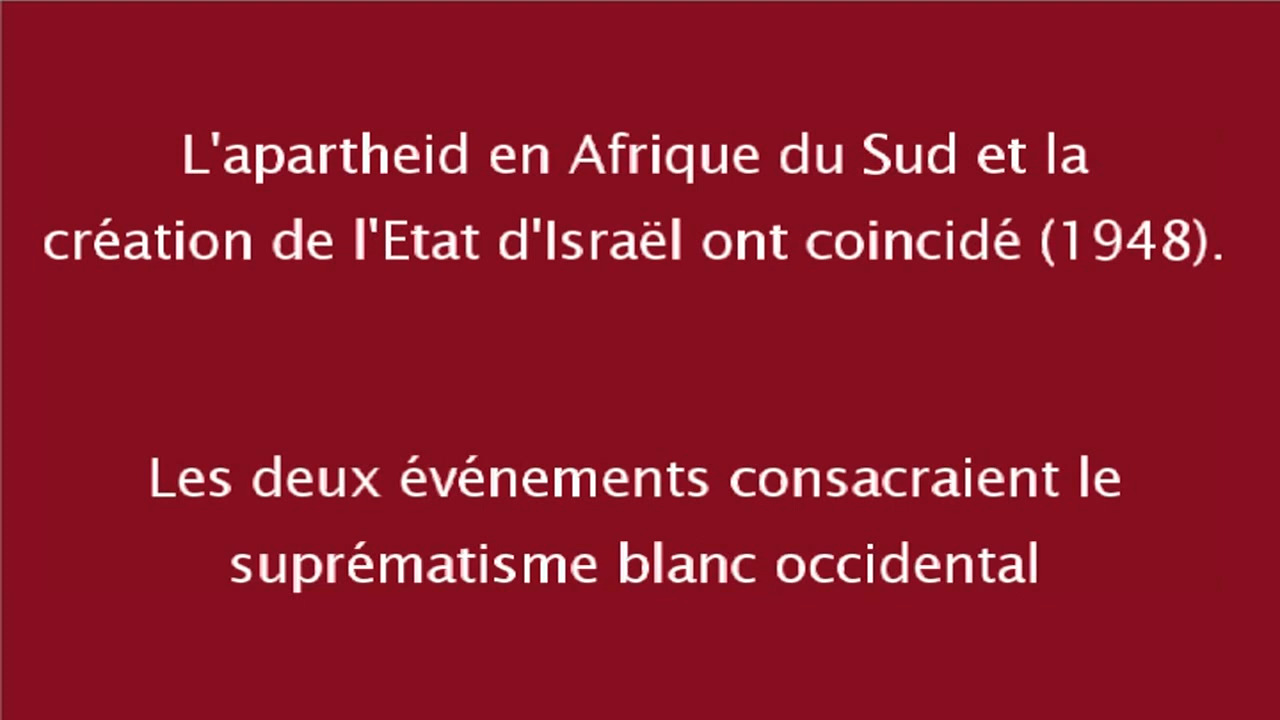 L'apartheid en Afrique du Sud et la
création de l'Etat d'Israël ont coincidé (1948).
Les deux événements consacraient le
suprématisme blanc occidental